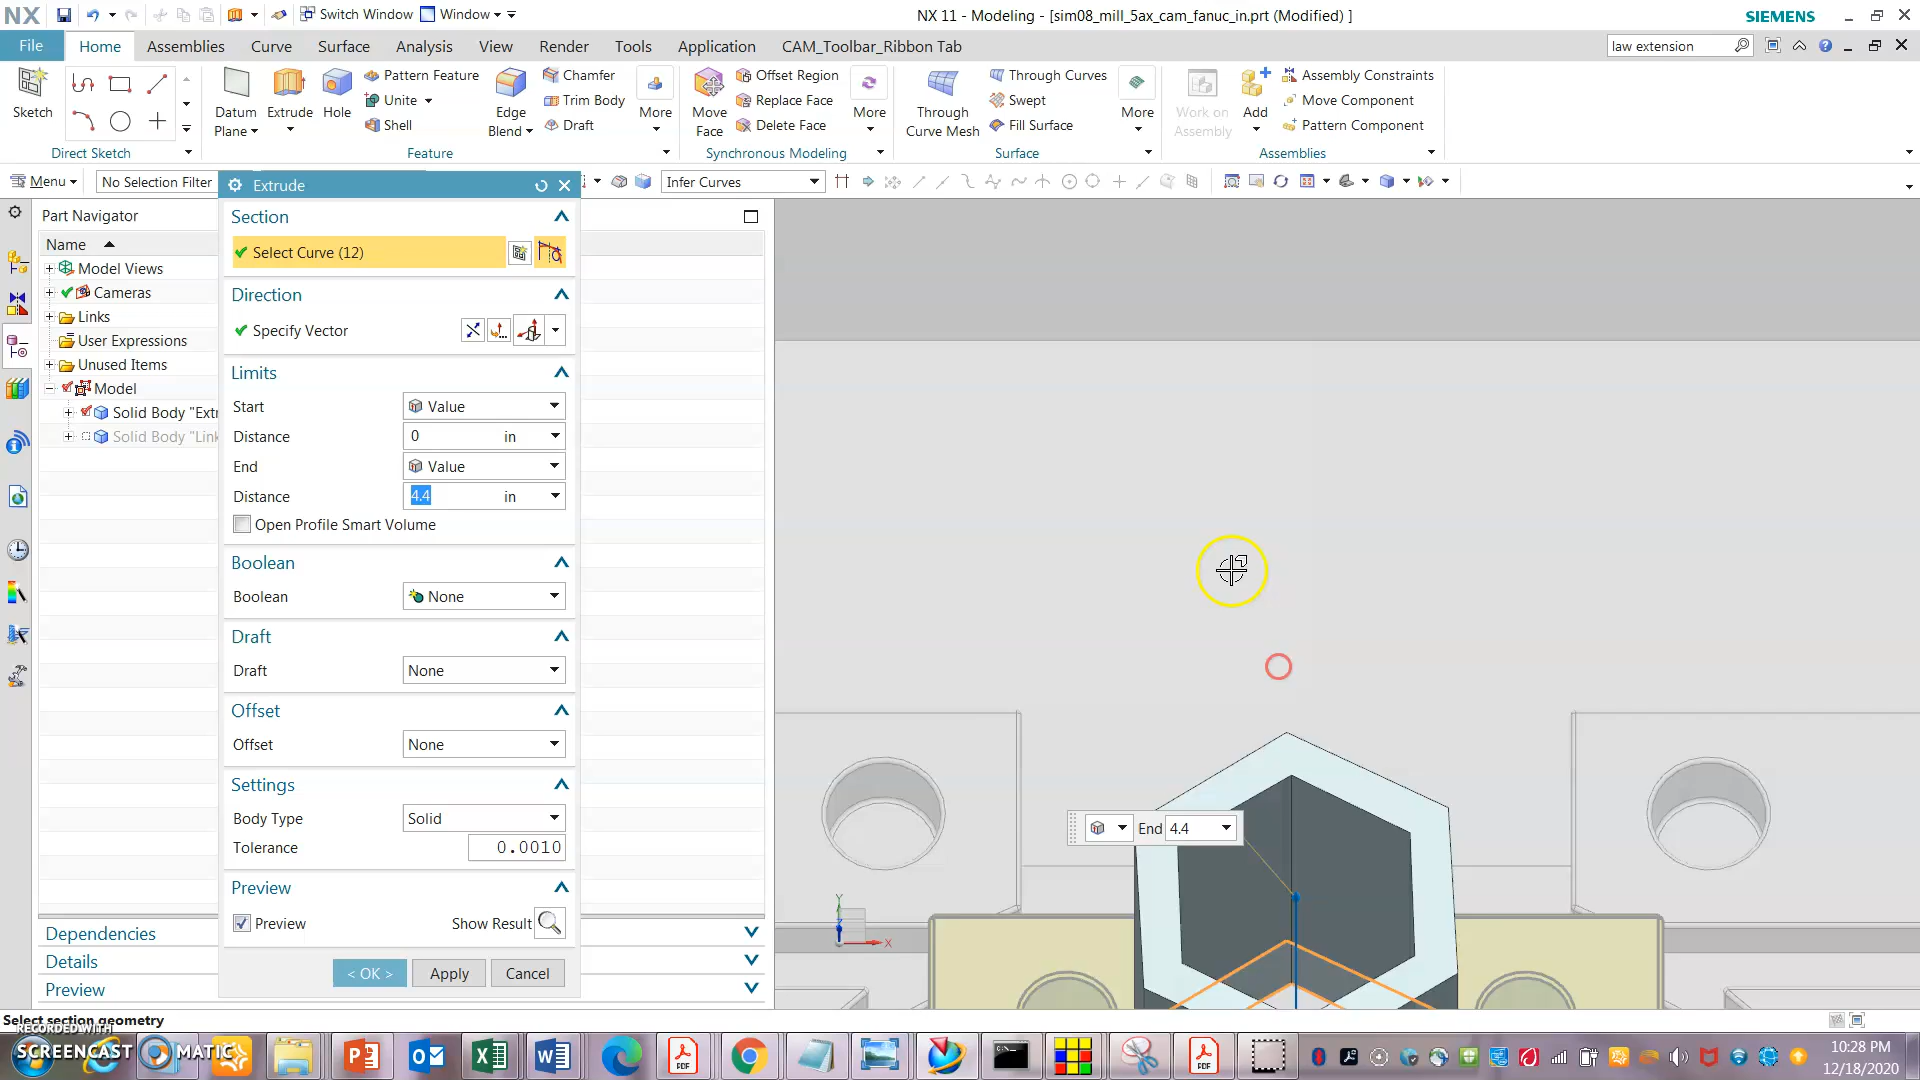 NX
Switch Window
Window
NX 11 - Modeling - [sim08_mill_5ax_cam_fanuc_in.prt (Modified) ]
SIEMENS
File
Home
Assemblies
Curve
Surface
Analysis
View
Render
Tools
Application
CAM_Toolbar_Ribbon Tab
law extension
Sketch
Direct Sketch
Datum
Plane
Extrude
Hole
Pattern Feature
Unite
Shell
Edge
Blend
Chamfer
Trim Body
Draft
More
Feature
Move
Face
Offset Region
Replace Face
Delete Face
More
Synchronous Modeling
Through
Curve Mesh
Through Curves
Swept
Fill Surface
More
Surface
Work on
Assembly
Add
Assembly Constraints
Move Component
Pattern Component
Assemblies
Menu
No Selection Filter
Infer Curves
Part Navigator
Name
Model Views
Cameras
Links
User Expressions
Unused Items
Model
Solid Body "Extr
Solid Body "Link
Dependencies
Details
Preview
Extrude
Section
Select Curve (12)
Direction
Specify Vector
Limits
Start
Value
Distance
0 in
End
Value
Distance
4.4 in
Open Profile Smart Volume
Boolean
Boolean
None
Draft
Draft
None
Offset
Offset
None
Settings
Body Type
Solid
Tolerance
0.0010
Preview
Preview
Show Result
< OK >
Apply
Cancel
End 4.4
Y
X
Select section geometry
RECORDED WITH
SCREENCAST
MATIC
PDF
PDF
10:28 PM
12/18/2020